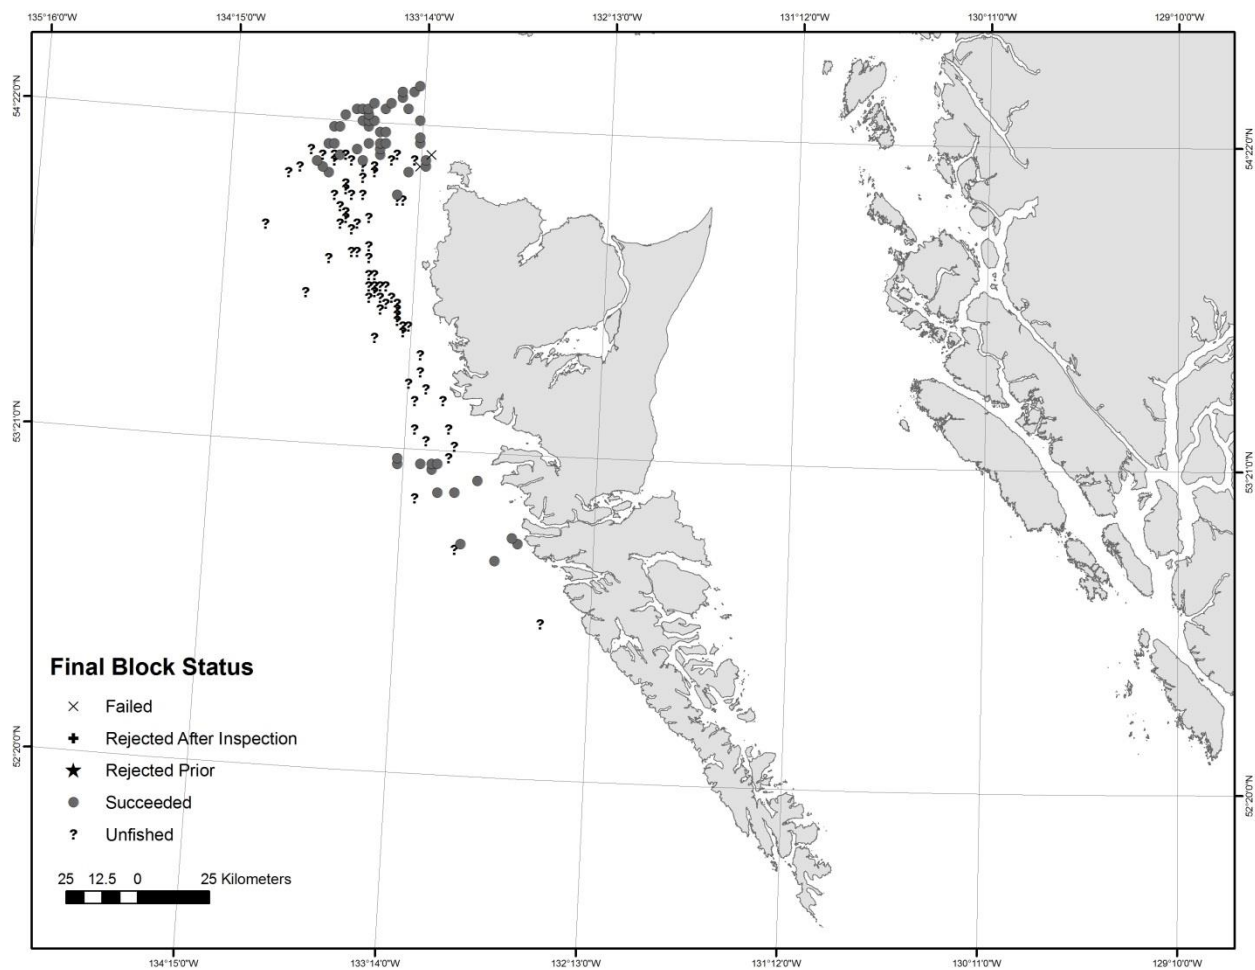 135°16'0"W 134°15'0"W 133°14'0"W 132°13'0"W 131°12'0"W 130°11'0"W 129°10'0"W
54°22'0"N
54°22'0"N
53°21'0"N
53°21'0"N
52°20'0"N
52°20'0"N
Final Block Status
Failed
Rejected After Inspection
Rejected Prior
Succeeded
? Unfished
25 12.5 0 25 Kilometers
134°15'0"W 133°14'0"W 132°13'0"W 131°12'0"W 130°11'0"W 129°10'0"W